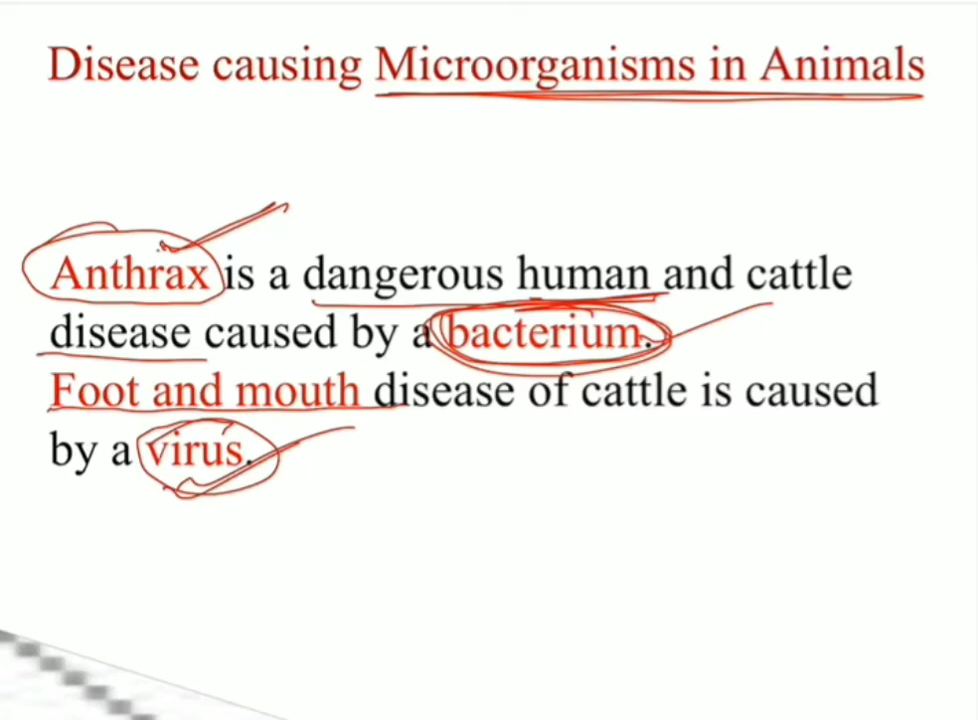 Disease causing Microorganisms in Animals
Anthrax is a dangerous human and cattle
disease caused by a bacterium.
Foot and mouth disease of cattle is caused
by a virus.